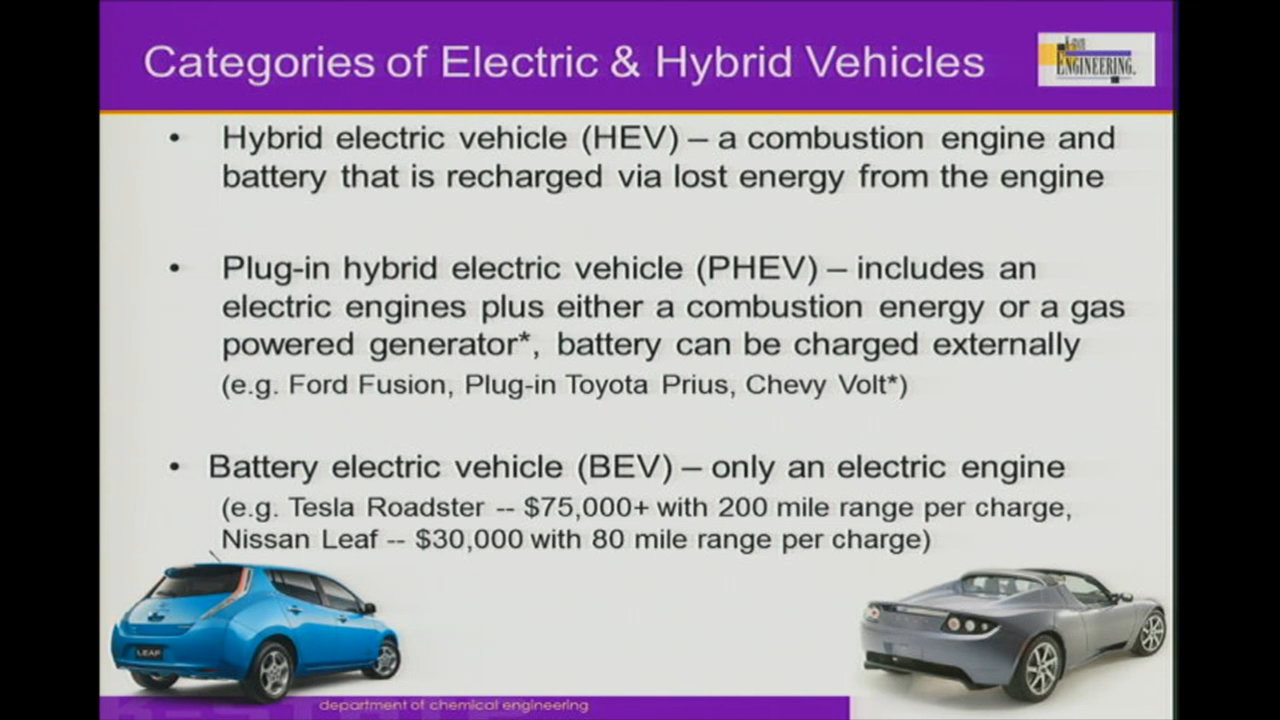 Categories of Electric & Hybrid Vehicles
ENGINEERING.
• Hybrid electric vehicle (HEV) – a combustion engine and
battery that is recharged via lost energy from the engine
• Plug-in hybrid electric vehicle (PHEV) – includes an
electric engines plus either a combustion energy or a gas
powered generator*, battery can be charged externally
(e.g. Ford Fusion, Plug-in Toyota Prius, Chevy Volt*)
• Battery electric vehicle (BEV) – only an electric engine
(e.g. Tesla Roadster -- $75,000+ with 200 mile range per charge,
Nissan Leaf -- $30,000 with 80 mile range per charge)
LEAF
department of chemical engineering